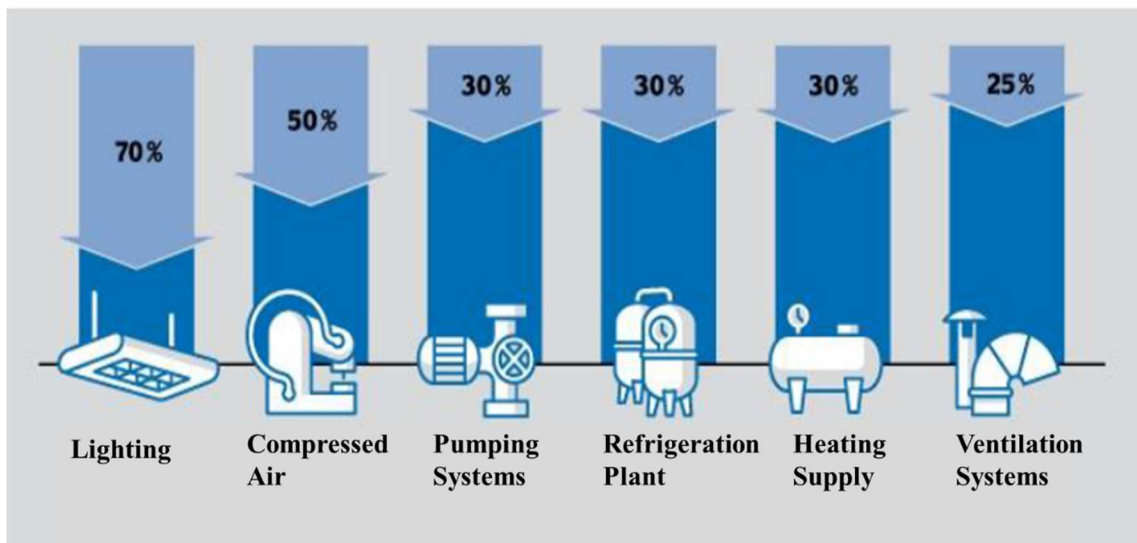 70%
50%
30%
30%
30%
25%
Lighting
Compressed
Air
Pumping
Systems
Refrigeration
Plant
Heating
Supply
Ventilation
Systems